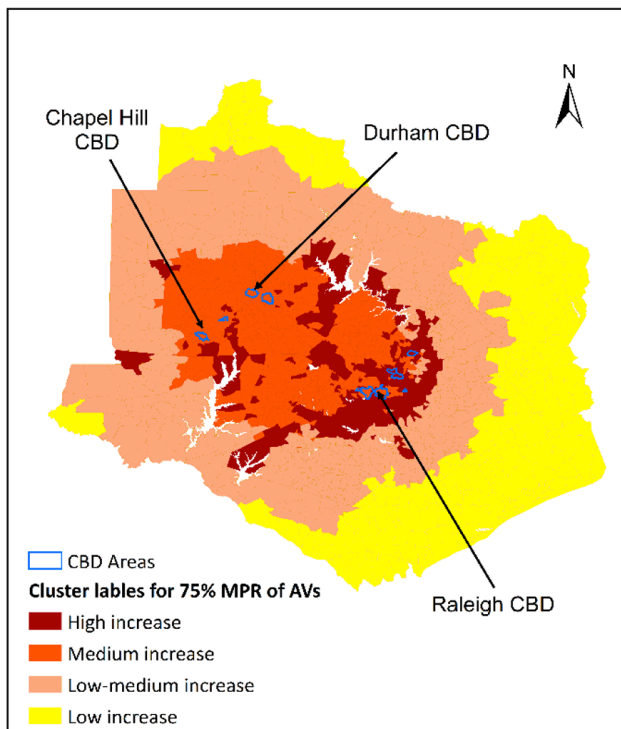 N
Chapel Hill
CBD
Durham CBD
CBD Areas
Cluster lables for 75% MPR of AVs
High increase
Medium increase
Low-medium increase
Low increase
Raleigh CBD